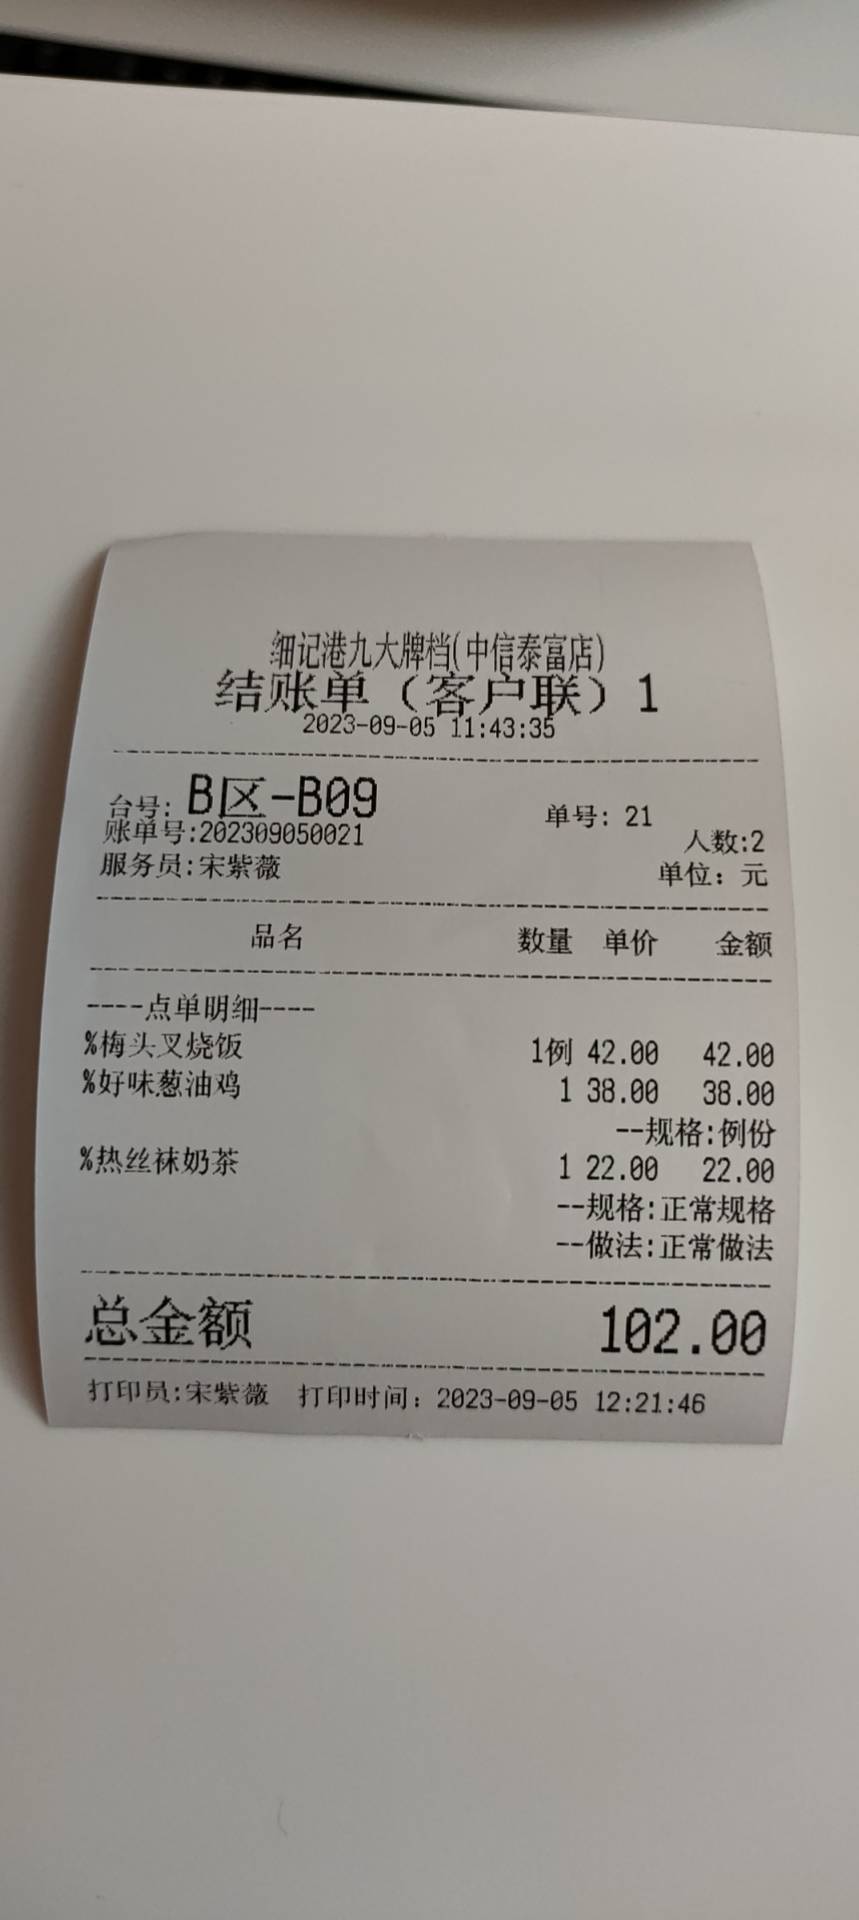 细记港九大牌档(中信泰富店)
结账单（客户联）1
2023-09-05 11:43:35
台号: B区-B09 单号: 21
账单号:202309050021 人数:2
服务员:宋紫薇 单位: 元
品名 数量 单价 金额
----点单明细----
%梅头叉烧饭 1例 42.00 42.00
%好味葱油鸡 1 38.00 38.00
--规格:例份
%热丝袜奶茶 1 22.00 22.00
--规格:正常规格
--做法:正常做法
总金额 102.00
打印员:宋紫薇 打印时间: 2023-09-05 12:21:46